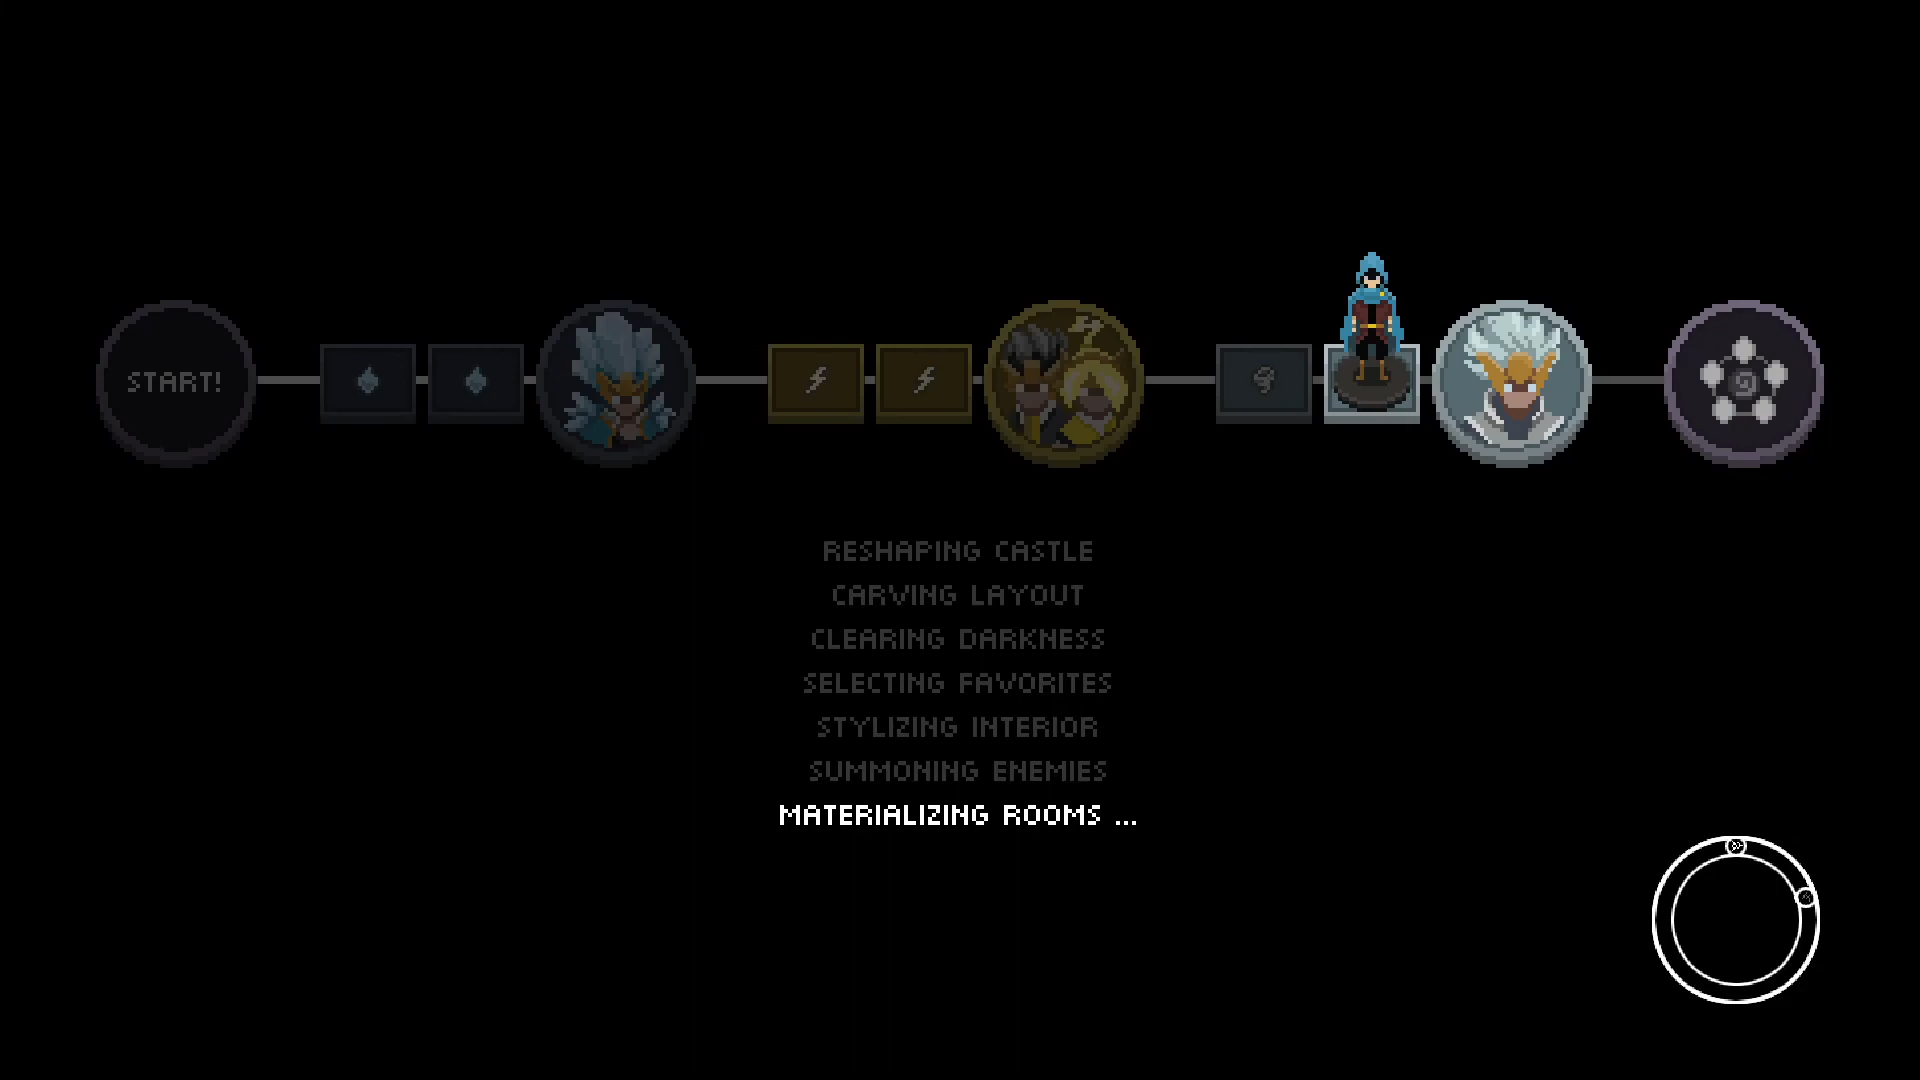 START!
RESHAPING CASTLE
CARVING LAYOUT
CLEARING DARKNESS
SELECTING FAVORITES
STYLIZING INTERIOR
SUMMONING ENEMIES
MATERIALIZING ROOMS ...